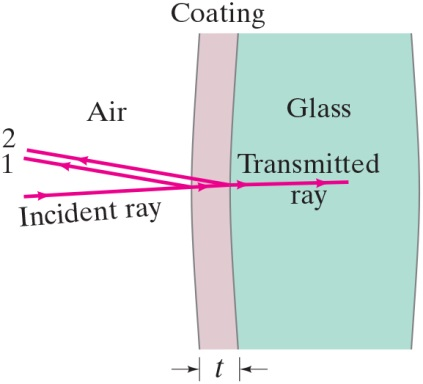 Coating
Air
Glass
2
1
Transmitted
ray
Incident ray
t